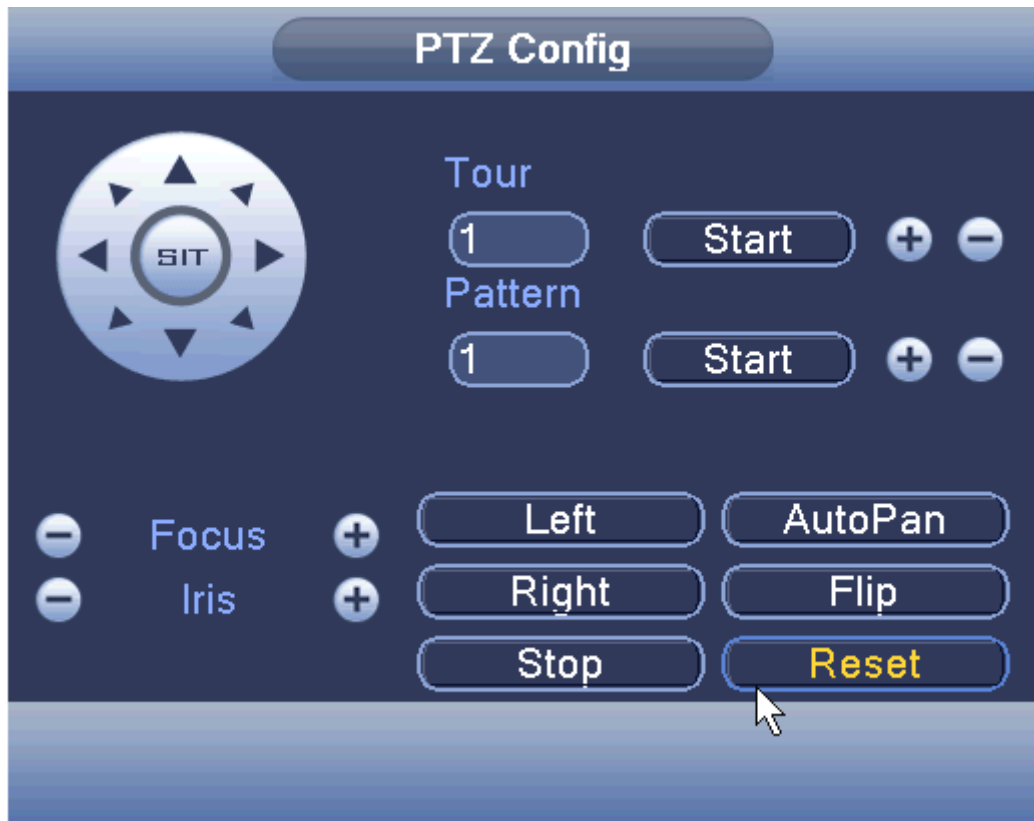 PTZ Config
SIT
Tour
1 Start
Pattern
1 Start
Focus
Iris
Left AutoPan
Right Flip
Stop Reset